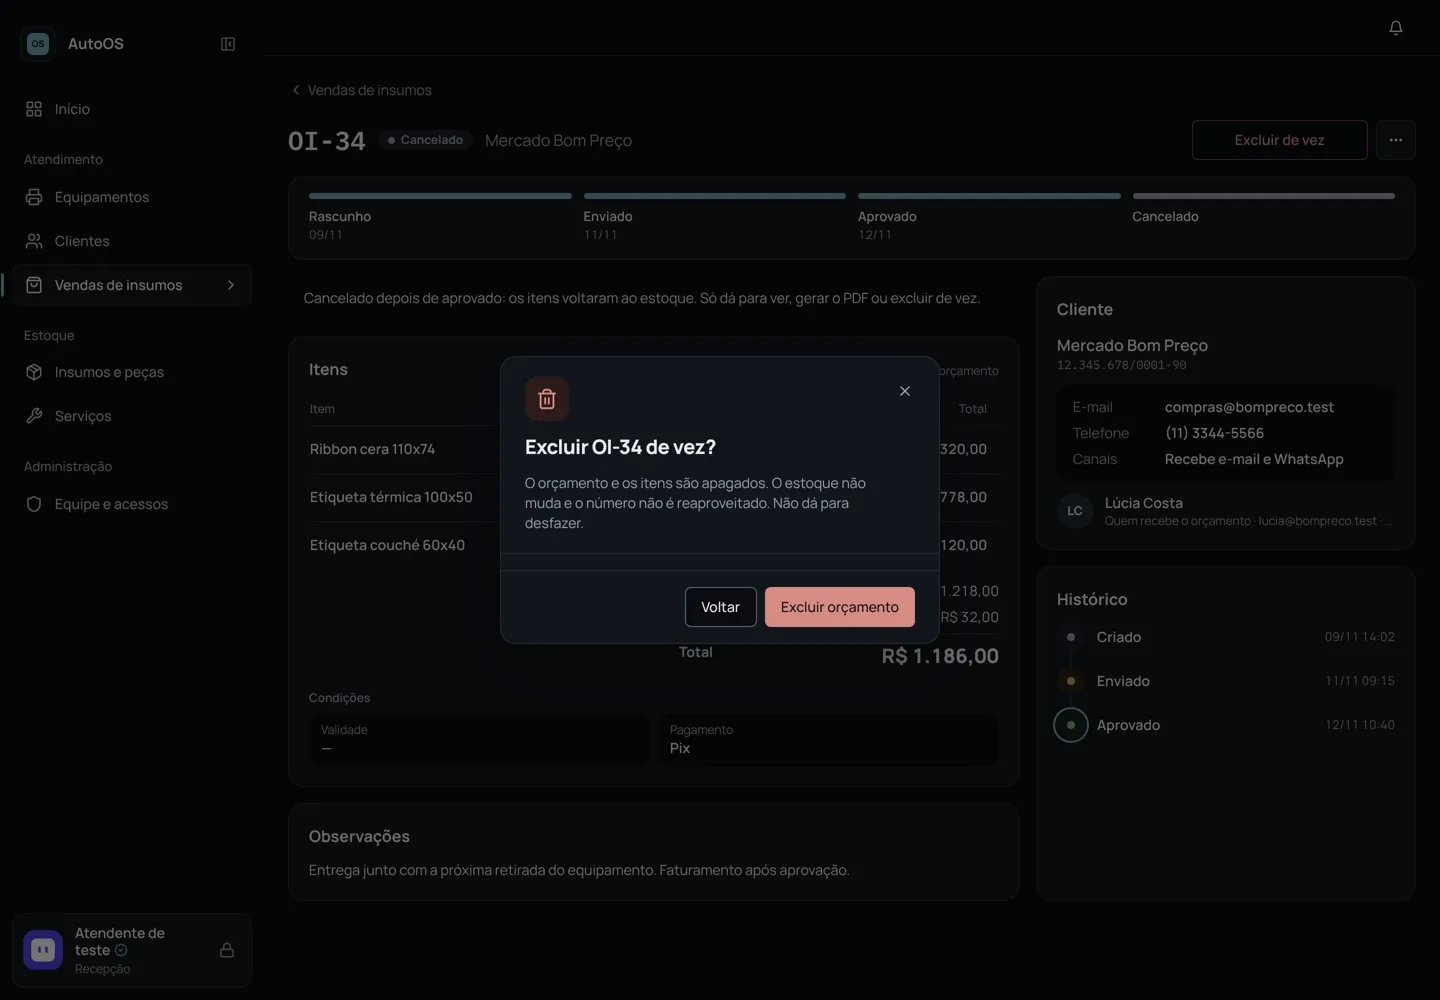 OS
AutoOS
Início
Atendimento
Equipamentos
Clientes
Vendas de insumos
Estoque
Insumos e peças
Serviços
Administração
Equipe e acessos
Atendente de
teste
Recepção
Vendas de insumos
OI-34
Cancelado
Mercado Bom Preço
Excluir de vez
Rascunho
09/11
Enviado
11/11
Aprovado
12/11
Cancelado
Cancelado depois de aprovado: os itens voltaram ao estoque. Só dá para ver, gerar o PDF ou excluir de vez.
Itens
orçamento
Item
Total
Ribbon cera 110x74
320,00
Etiqueta térmica 100x50
778,00
Etiqueta couché 60x40
120,00
1.218,00
R$ 32,00
Total
R$ 1.186,00
Condições
Validade
—
Pagamento
Pix
Observações
Entrega junto com a próxima retirada do equipamento. Faturamento após aprovação.
Excluir OI-34 de vez?
O orçamento e os itens são apagados. O estoque não
muda e o número não é reaproveitado. Não dá para
desfazer.
Voltar
Excluir orçamento
Cliente
Mercado Bom Preço
12.345.678/0001-90
E-mail
compras@bompreco.test
Telefone
(11) 3344-5566
Canais
Recebe e-mail e WhatsApp
LC
Lúcia Costa
Quem recebe o orçamento · lucia@bompreco.test · ...
Histórico
Criado
09/11 14:02
Enviado
11/11 09:15
Aprovado
12/11 10:40